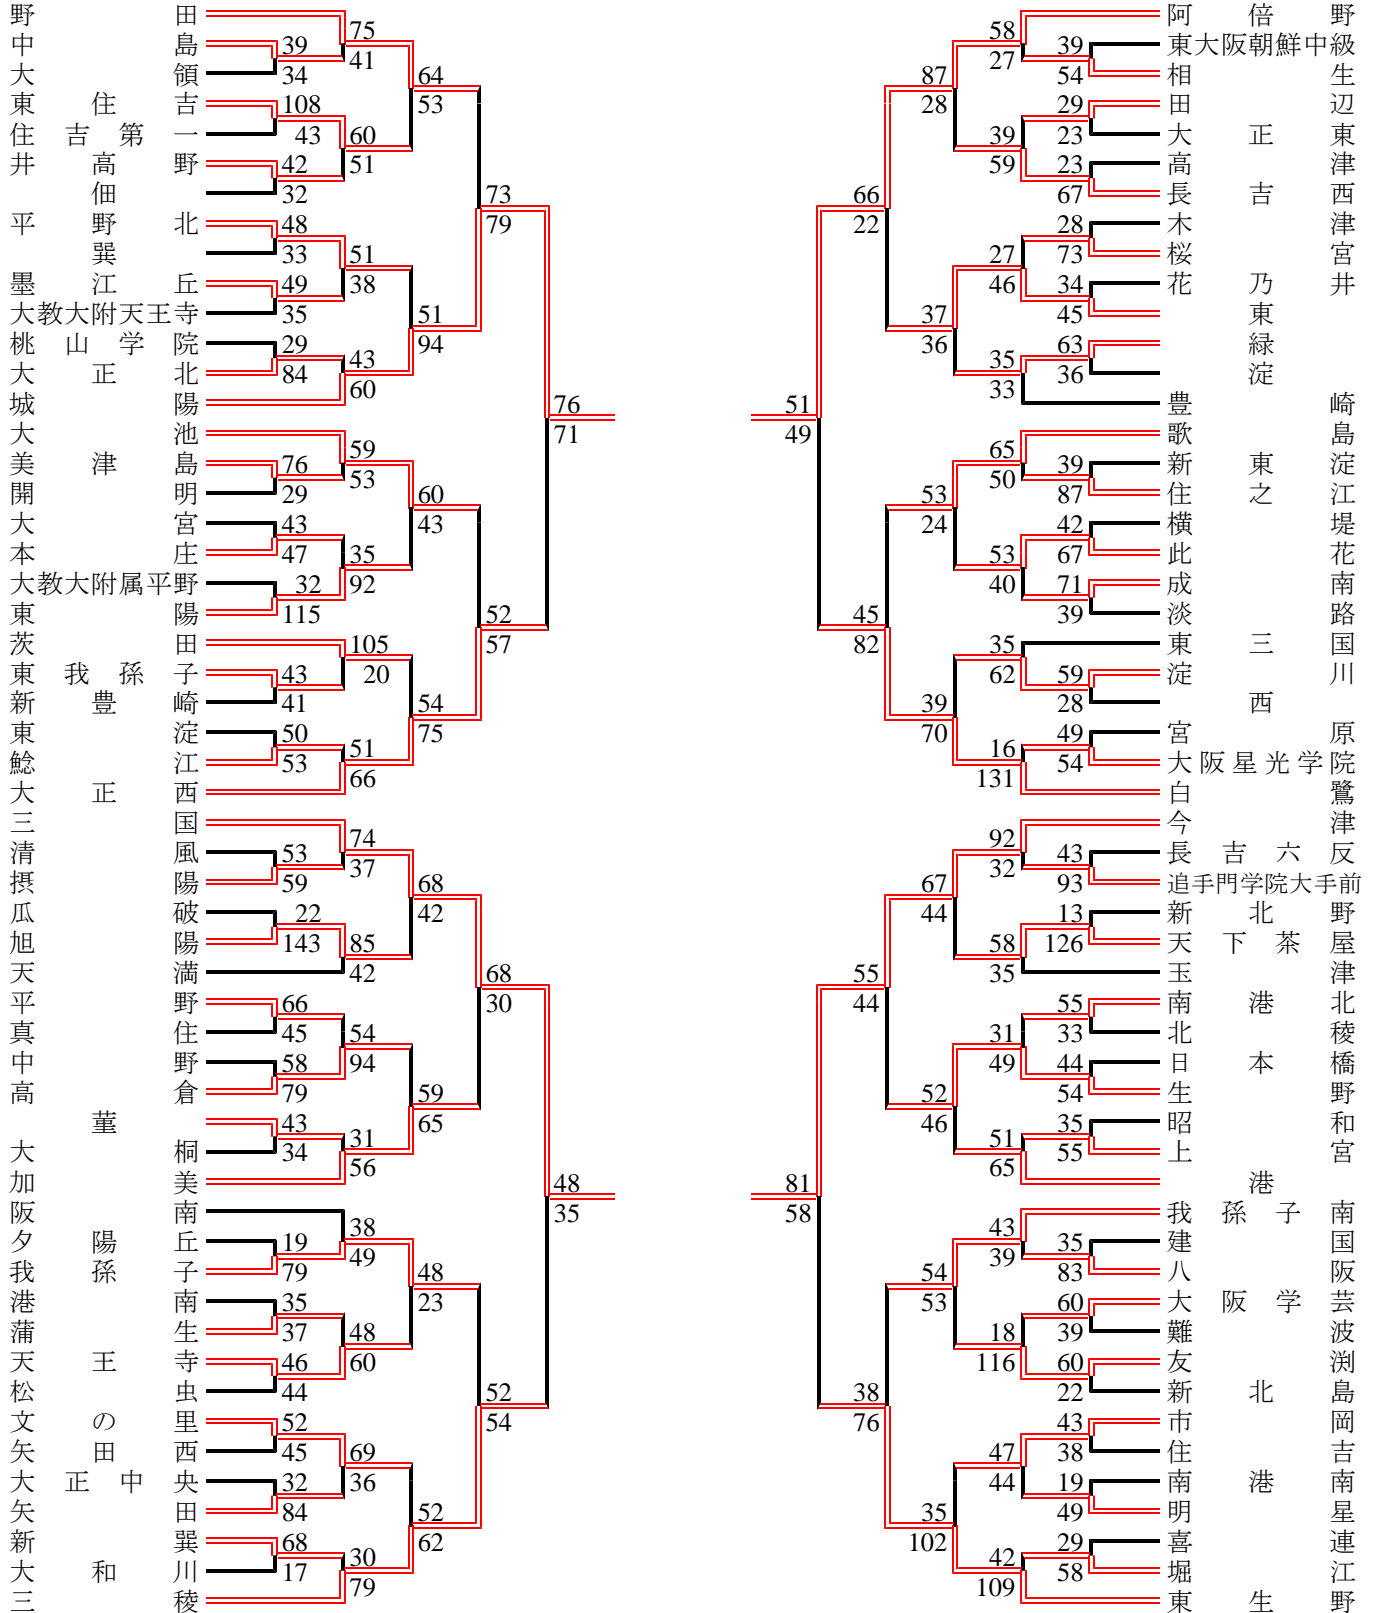 野田
中島
大領
東住吉
住吉第一
井高野
佃
平野北
巽
墨江丘
大教大附天王寺
桃山学院
大正北
城陽
大池
美津島
開明
大宮
本庄
大教大附属平野
東陽
茨田
東我孫子
新豊崎
東淀
鯰江
大正西
三国
清風
摂陽
瓜破
旭陽
天満
平野
真住
中野
高倉
菫
大桐
加美
阪南
夕陽丘
我孫子
港南
蒲生
天王寺
松虫
文の里
矢田西
大正中央
矢田
新巽
大和川
三稜
39
34
108
43
42
32
48
33
49
35
29
84
76
29
43
47
32
115
43
41
50
53
53
59
22
143
66
45
58
79
43
34
19
79
35
37
46
44
52
45
32
84
68
17
75
41
60
51
51
38
43
60
59
53
35
92
105
20
51
66
74
37
85
42
54
94
31
56
38
49
48
60
69
36
30
79
64
53
51
94
60
43
54
75
68
42
59
65
48
23
52
62
73
79
52
57
68
30
52
54
76
71
48
35
51
49
81
58
66
22
45
82
55
44
38
76
87
28
37
36
53
24
39
70
67
44
52
46
54
53
35
102
58
27
39
59
27
46
35
33
65
50
53
40
35
62
16
131
92
32
58
35
31
49
51
65
43
39
18
116
47
44
42
109
39
54
29
23
23
67
28
73
34
45
63
36
39
87
42
67
71
39
59
28
49
54
43
93
13
126
55
33
44
54
35
55
35
83
60
39
60
22
43
38
19
49
29
58
阿倍野
東大阪朝鮮中級
相生
田辺
大正東
高津
長吉西
木津
桜宮
花乃井
東
緑
淀
豊崎
歌島
新東淀
住之江
横堤
此花
成南
淡路
東三国
淀川
西
宮原
大阪星光学院
白鷺
今津
長吉六反
追手門学院大手前
新北野
天下茶屋
玉津
南港北
北稜
日本橋
生野
昭和
上宮
港
我孫子南
建国
八阪
大阪学芸
難波
友渕
新北島
市岡
住吉
南港南
明星
喜連
堀江
東生野